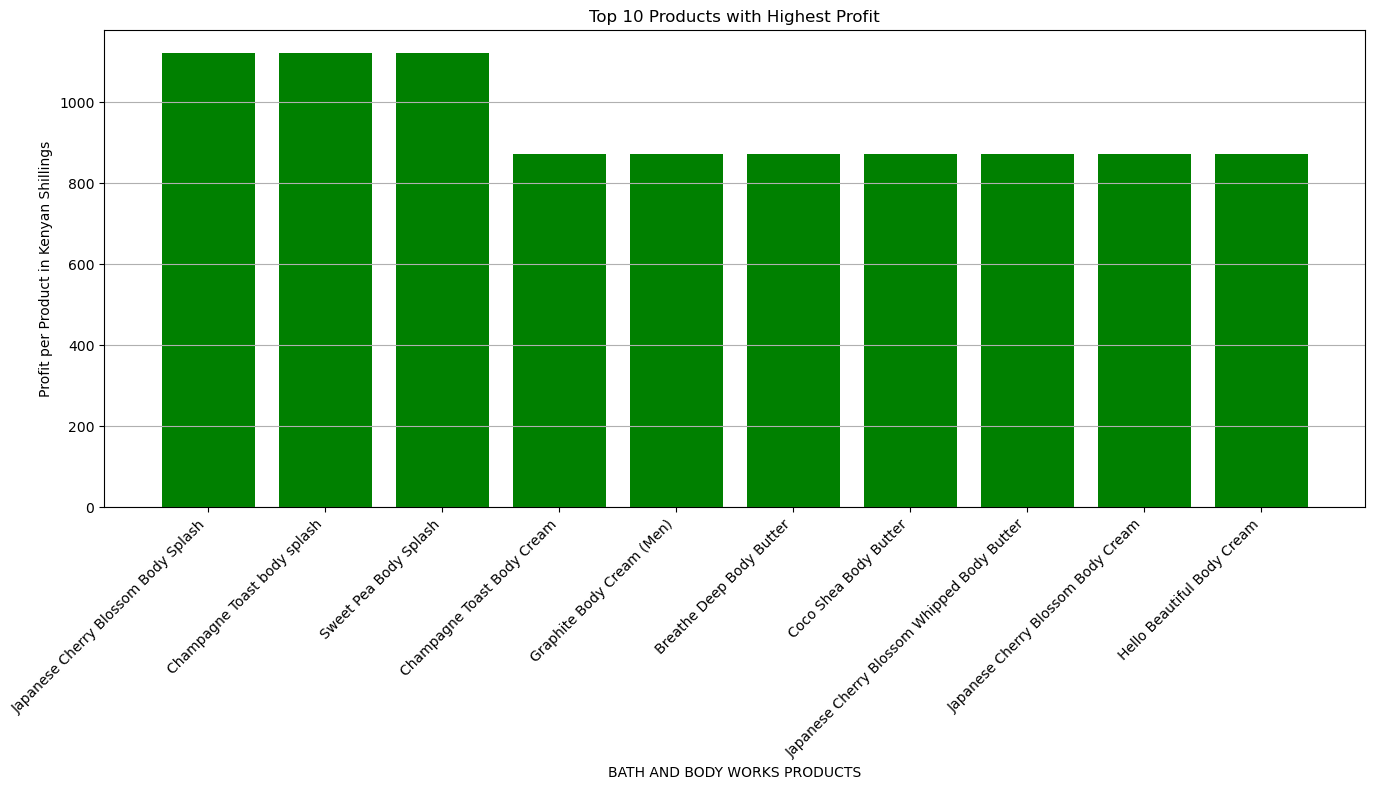 Top 10 Products with Highest Profit
Profit per Product in Kenyan Shillings
1000
800
600
400
200
0
Japanese Cherry Blossom Body Splash
Champagne Toast body splash
Sweet Pea Body Splash
Champagne Toast Body Cream
Graphite Body Cream (Men)
Breathe Deep Body Butter
Coco Shea Body Butter
Japanese Cherry Blossom Whipped Body Butter
Japanese Cherry Blossom Body Cream
Hello Beautiful Body Cream
BATH AND BODY WORKS PRODUCTS